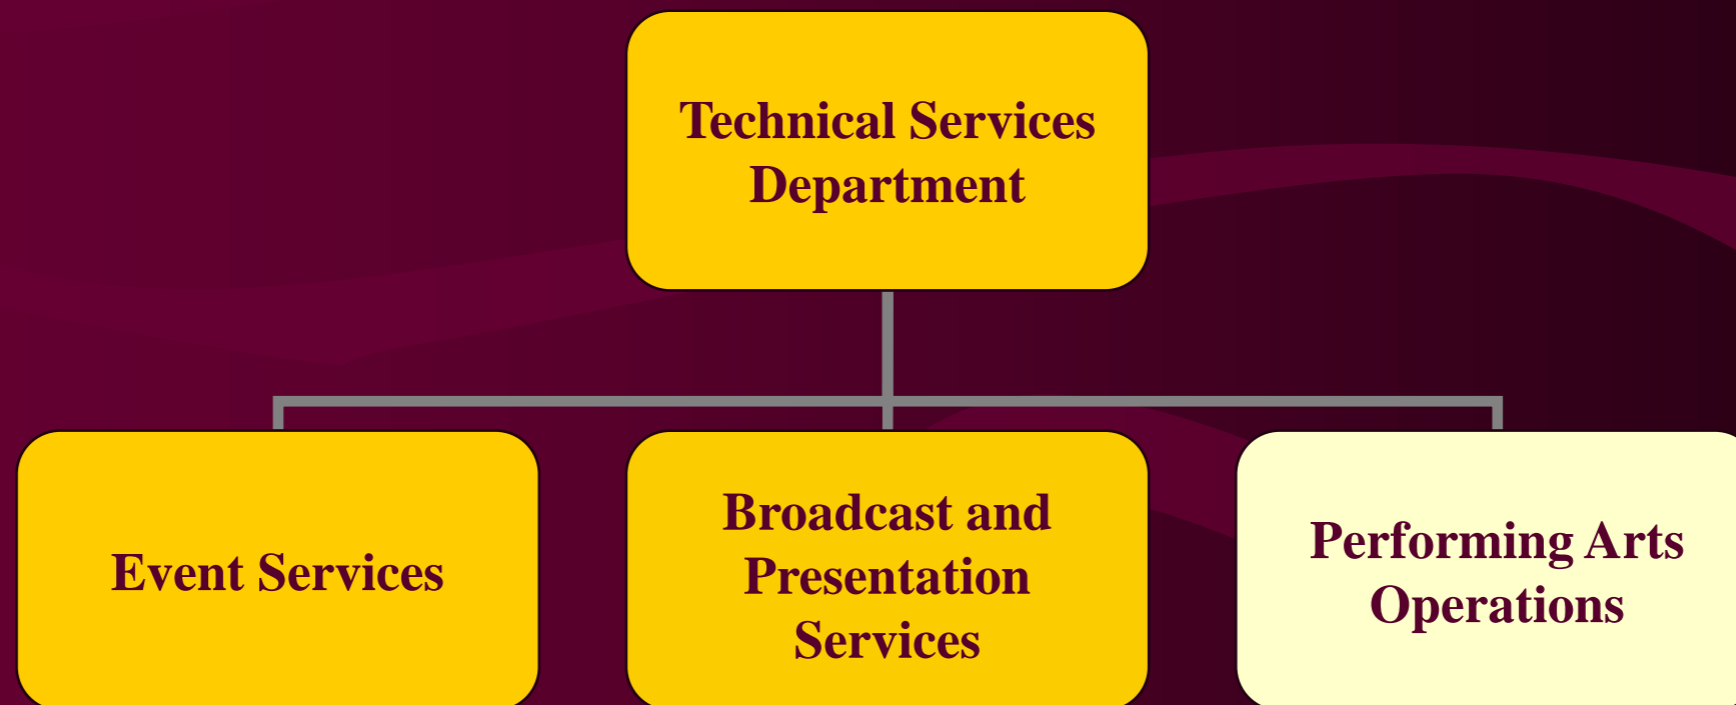 Technical Services
Department
Event Services
Broadcast and
Presentation
Services
Performing Arts
Operations